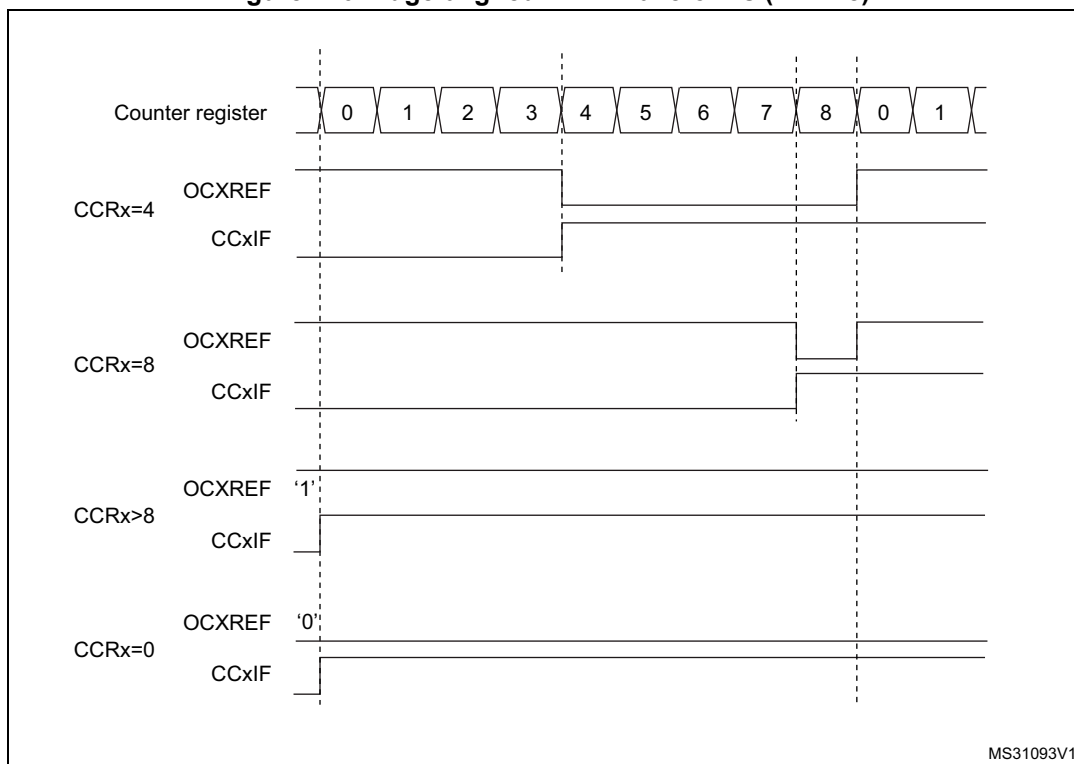 Counter register 0 1 2 3 4 5 6 7 8 0 1
OCXREF
CCRx=4
CCxIF
OCXREF
CCRx=8
CCxIF
OCXREF ‘1’
CCRx>8
CCxIF
OCXREF ‘0’
CCRx=0
CCxIF
MS31093V1